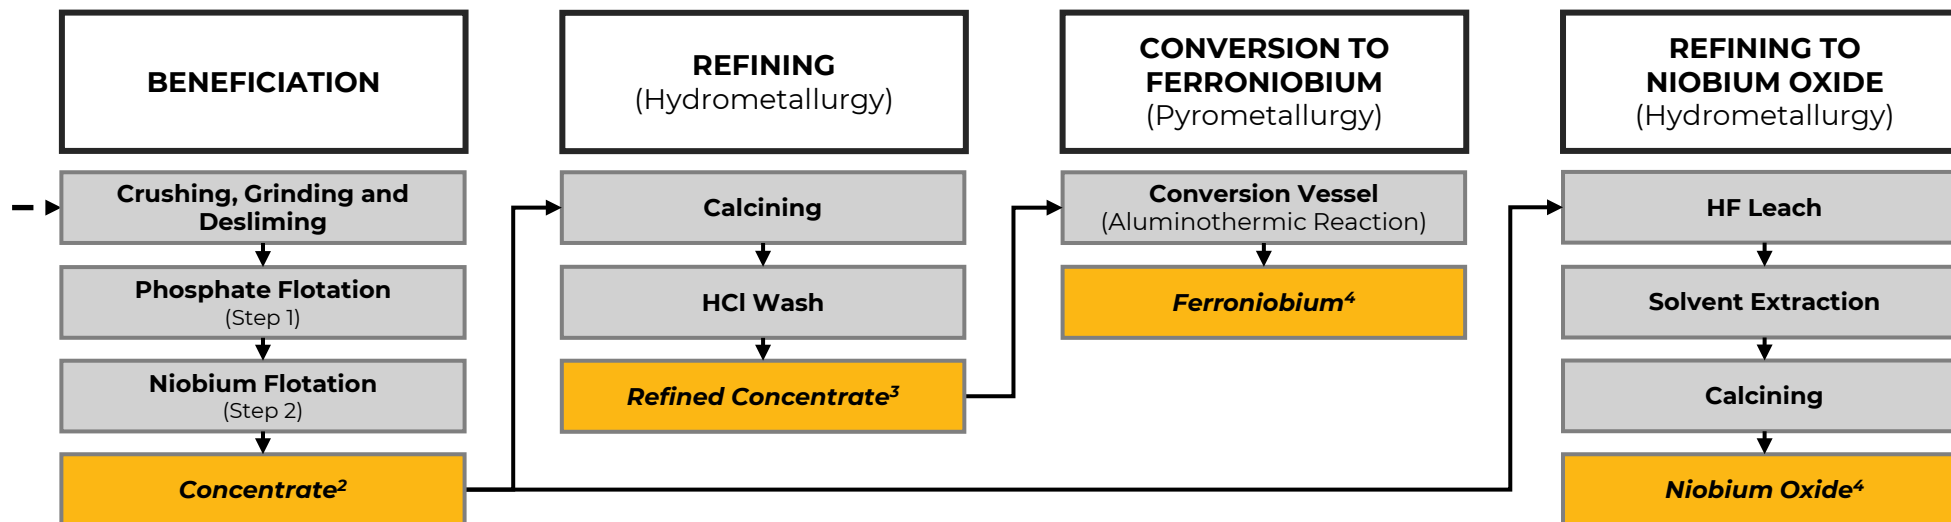 BENEFICIATION
Crushing, Grinding and
Desliming
Phosphate Flotation
(Step 1)
Niobium Flotation
(Step 2)
Concentrate²
REFINING
(Hydrometallurgy)
Calcining
HCl Wash
Refined Concentrate³
CONVERSION TO
FERRONIOBIUM
(Pyrometallurgy)
Conversion Vessel
(Aluminothermic Reaction)
Ferroniobium⁴
REFINING TO
NIOBIUM OXIDE
(Hydrometallurgy)
HF Leach
Solvent Extraction
Calcining
Niobium Oxide⁴